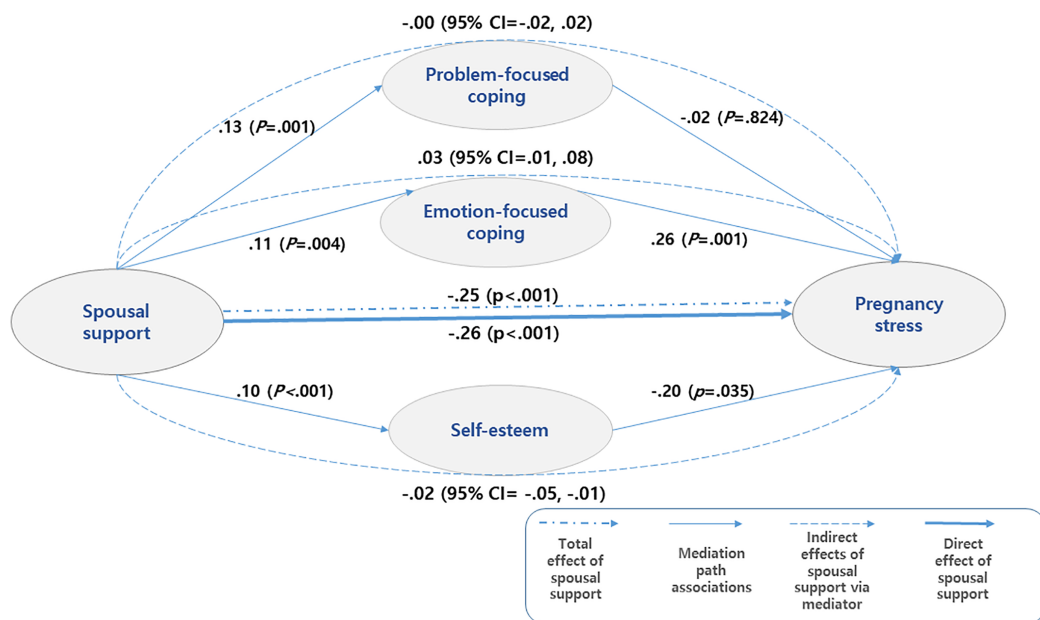 -.00 (95% CI=-.02, .02)
Problem-focused
coping
.13 (P=.001)
-.02 (P=.824)
.03 (95% CI=.01, .08)
Emotion-focused
coping
.11 (P=.004)
.26 (P=.001)
Spousal
support
-.25 (p<.001)
-.26 (p<.001)
Pregnancy
stress
.10 (P<.001)
-.20 (p=.035)
Self-esteem
-.02 (95% CI= -.05, -.01)
Total
effect of
spousal
support
Mediation
path
associations
Indirect
effects of
spousal
support via
mediator
Direct
effect of
spousal
support